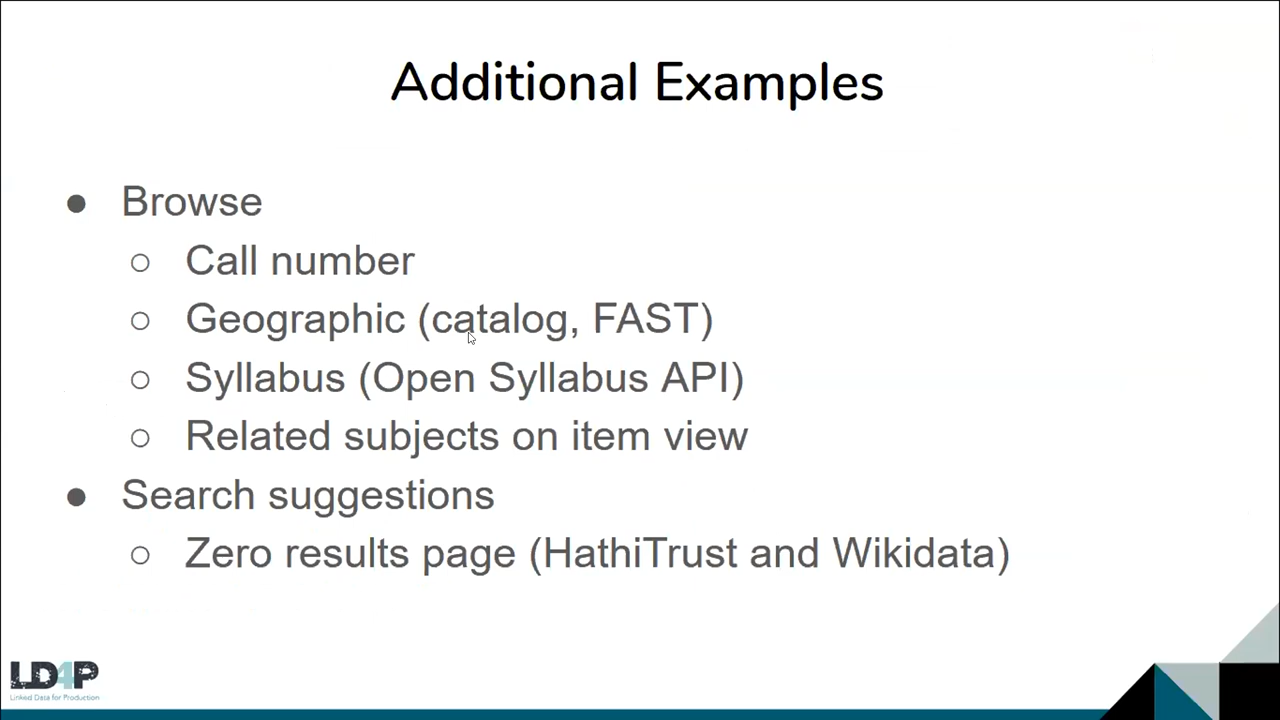 Additional Examples
● Browse
○ Call number
○ Geographic (catalog, FAST)
○ Syllabus (Open Syllabus API)
○ Related subjects on item view
● Search suggestions
○ Zero results page (HathiTrust and Wikidata)
LD4P
Linked Data for Production